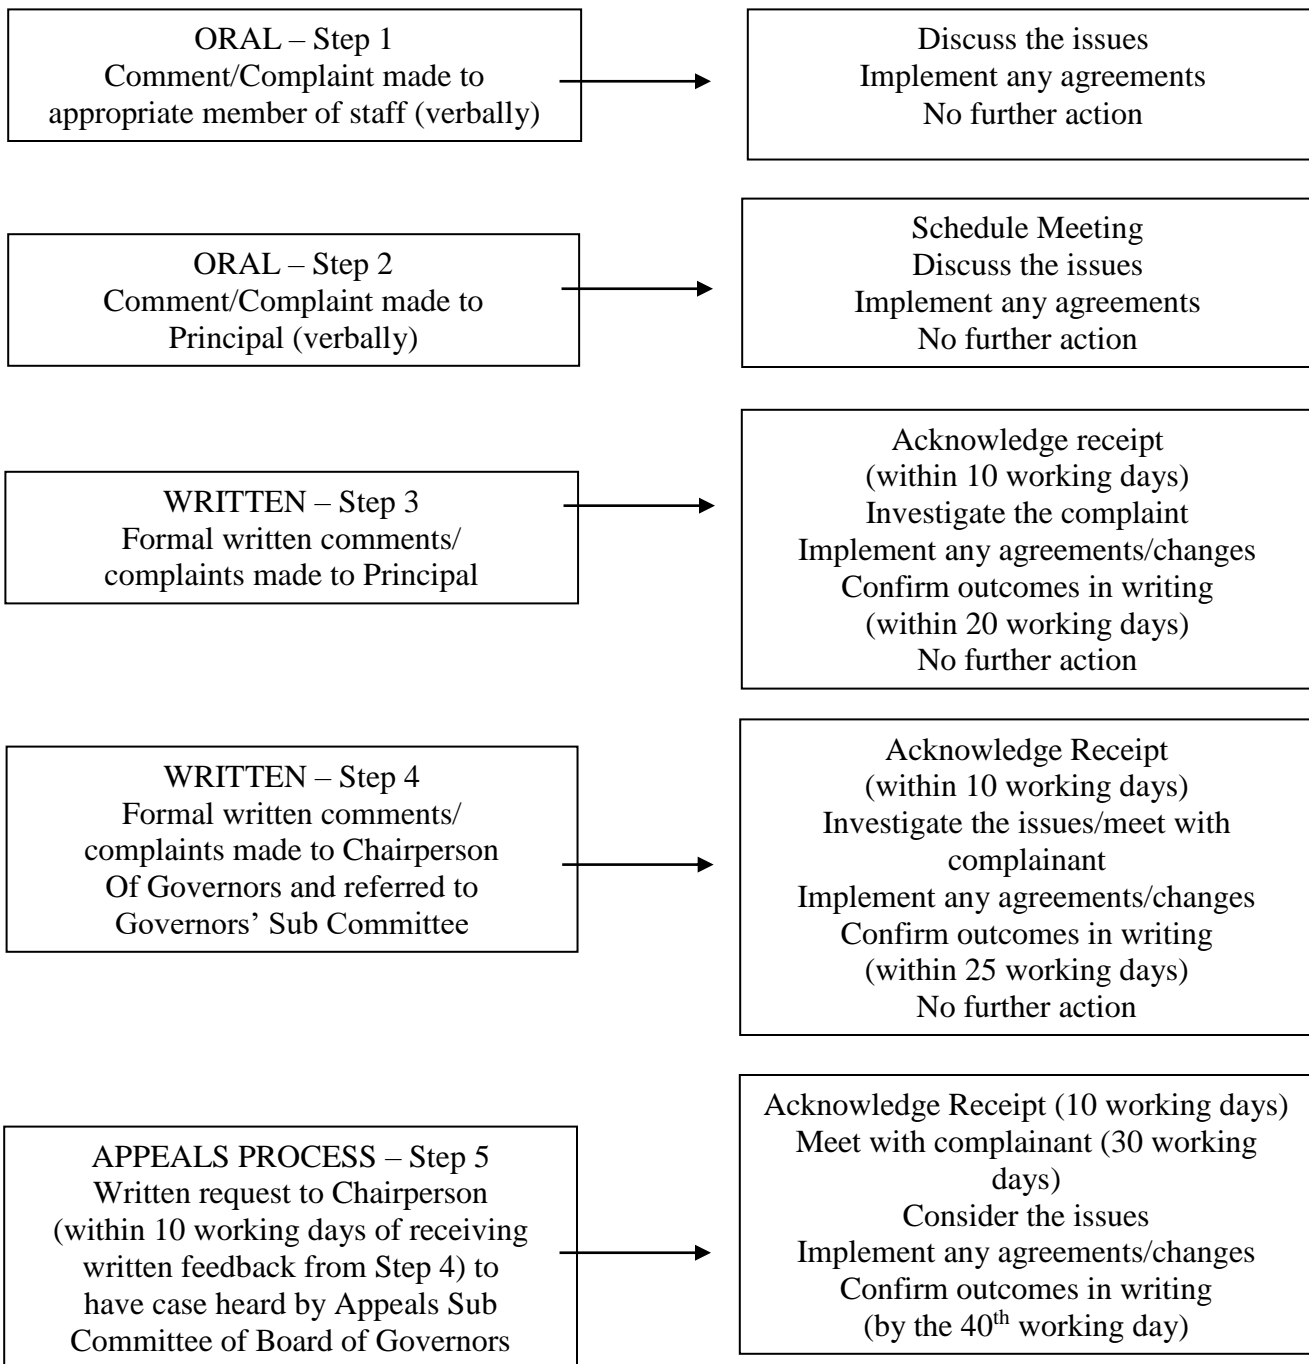 ORAL – Step 1
Comment/Complaint made to
appropriate member of staff (verbally)
Discuss the issues
Implement any agreements
No further action
ORAL – Step 2
Comment/Complaint made to
Principal (verbally)
Schedule Meeting
Discuss the issues
Implement any agreements
No further action
WRITTEN – Step 3
Formal written comments/
complaints made to Principal
Acknowledge receipt
(within 10 working days)
Investigate the complaint
Implement any agreements/changes
Confirm outcomes in writing
(within 20 working days)
No further action
WRITTEN – Step 4
Formal written comments/
complaints made to Chairperson
Of Governors and referred to
Governors’ Sub Committee
Acknowledge Receipt
(within 10 working days)
Investigate the issues/meet with
complainant
Implement any agreements/changes
Confirm outcomes in writing
(within 25 working days)
No further action
APPEALS PROCESS – Step 5
Written request to Chairperson
(within 10 working days of receiving
written feedback from Step 4) to
have case heard by Appeals Sub
Committee of Board of Governors
Acknowledge Receipt (10 working days)
Meet with complainant (30 working
days)
Consider the issues
Implement any agreements/changes
Confirm outcomes in writing
(by the 40th working day)